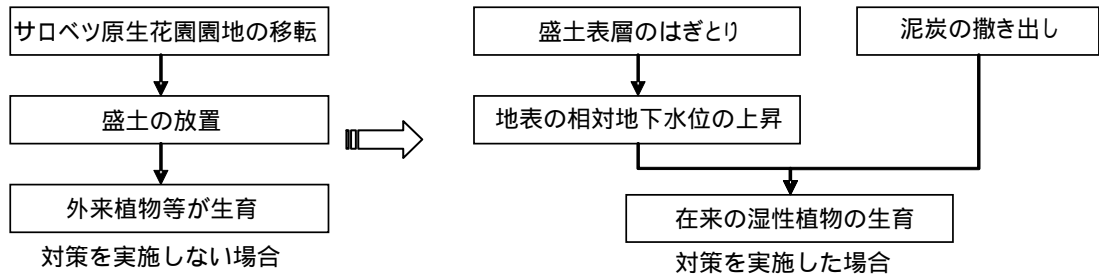 サロベツ原生花園園地の移転
盛土の放置
外来植物等が生育
対策を実施しない場合
盛土表層のはぎとり
泥炭の撒き出し
地表の相対地下水位の上昇
在来の湿性植物の生育
対策を実施した場合